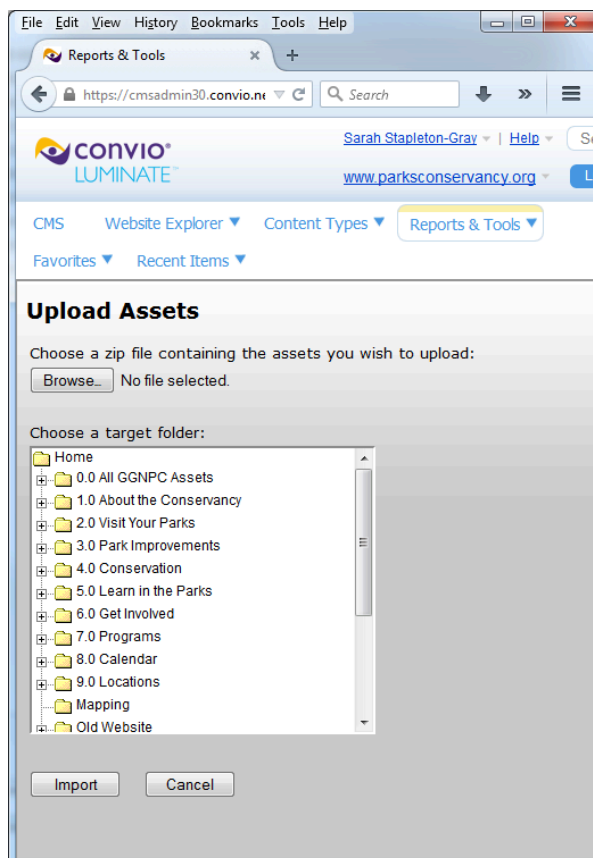 File Edit View History Bookmarks Tools Help
Reports & Tools
https://cmsadmin30.convio.ne Search
convio®
LUMINATE™
Sarah Stapleton-Gray | Help
www.parksconservancy.org
CMS Website Explorer Content Types Reports & Tools
Favorites Recent Items
Upload Assets
Choose a zip file containing the assets you wish to upload:
Browse... No file selected.
Choose a target folder:
Home
0.0 All GGNPC Assets
1.0 About the Conservancy
2.0 Visit Your Parks
3.0 Park Improvements
4.0 Conservation
5.0 Learn in the Parks
6.0 Get Involved
7.0 Programs
8.0 Calendar
9.0 Locations
Mapping
Old Website
Import Cancel